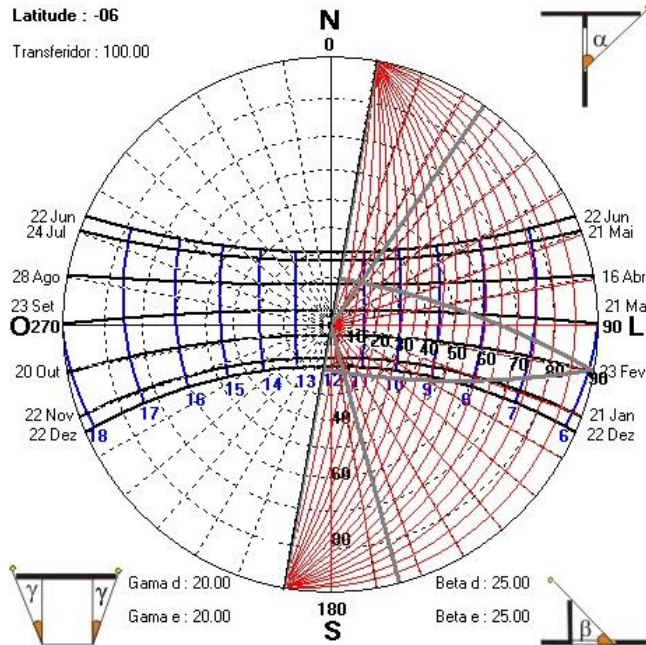 Latitude : -06
N
0
Transferidor : 100.00
α
22 Jun
24 Jul
28 Ago
23 Set
O 270
20 Out
22 Nov
22 Dez
22 Jun
21 Mai
16 Abr
21 Ma
90 L
23 Fev
21 Jan
22 Dez
10 20 30 40 50 60 70 80 90
18 17 16 15 14 13 12 11 10 9 8 7 6
40
60
80
γ γ
Gama d : 20.00
Gama e : 20.00
180
S
Beta d : 25.00
Beta e : 25.00
β